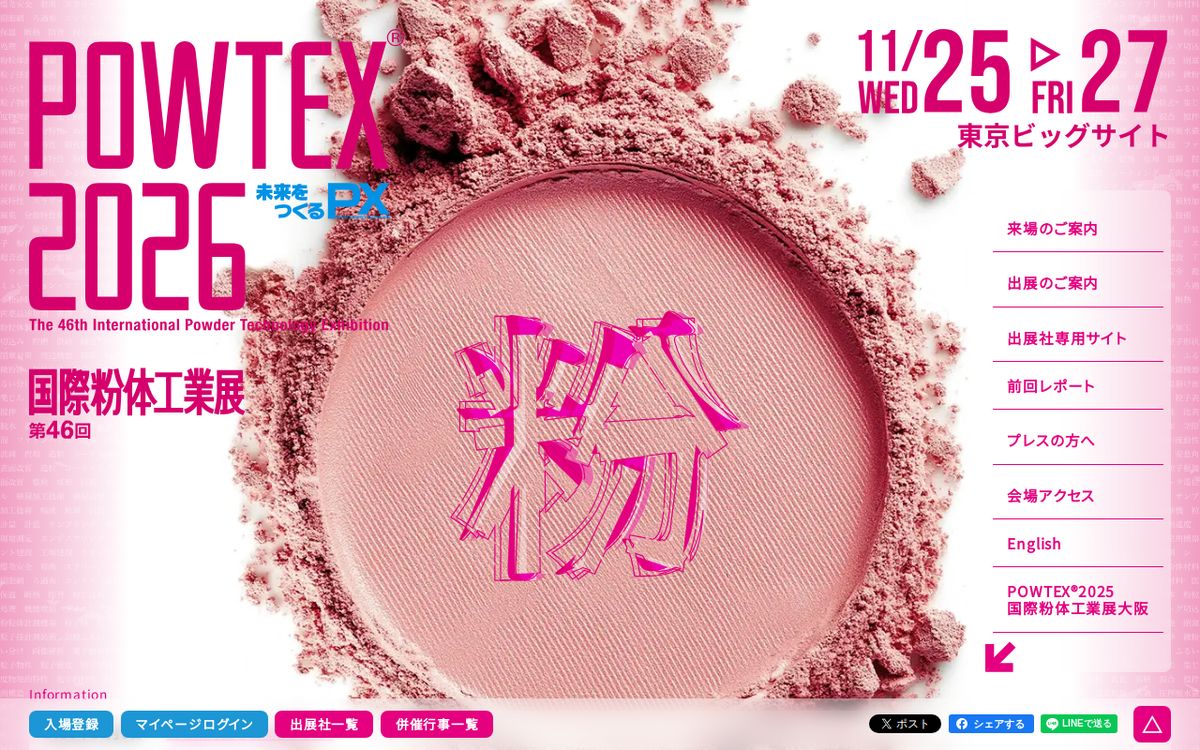 POWTEX®
2026
未来を
つくるPX
The 46th International Powder Technology Exhibition
国際粉体工業展
第46回
11/25 WED ▷ 27 FRI
東京ビッグサイト
粉
来場のご案内
出展のご案内
出展社専用サイト
前回レポート
プレスの方へ
会場アクセス
English
POWTEX®2025
国際粉体工業展大阪
Information
入場登録
マイページログイン
出展社一覧
併催行事一覧
ポスト
シェアする
LINEで送る